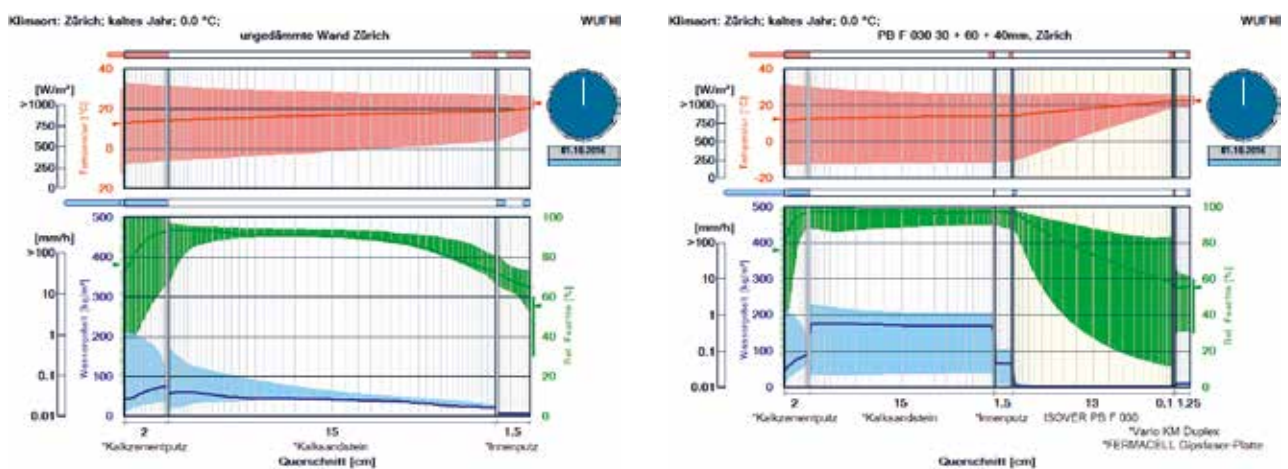 Klimaort: Zürich; kaltes Jahr; 0.0 °C;
WUFI
ungedämmte Wand Zürich
[W/m²]
>1000
750
500
250
0
Temperatur [°C]
40
20
0
20
01.10.2016
[mm/h]
>100
10
1
0.1
0.01
Wassergehalt [kg/m³]
500
400
300
200
100
0
100
80
60
40
20
0
Rel. Feuchte [%]
2 15 1.5
*Kalkzementputz *Kalksandstein *Innenputz
Querschnitt [cm]
Klimaort: Zürich; kaltes Jahr; 0.0 °C;
WUFI
PB F 030 30 + 60 + 40mm, Zürich
[W/m²]
>1000
750
500
250
0
Temperatur [°C]
40
20
0
-20
01.10.2016
[mm/h]
>100
10
1
0.1
0.01
Wassergehalt [kg/m³]
500
400
300
200
100
0
100
80
60
40
20
0
Rel. Feuchte [%]
2 15 1.5 13 0.1 1.25
*Kalkzementputz *Kalksandstein *Innenputz ISOVER PB F 030
*Vario KM Duplex
*FERMACELL Gipsfaser-Platte
Querschnitt [cm]